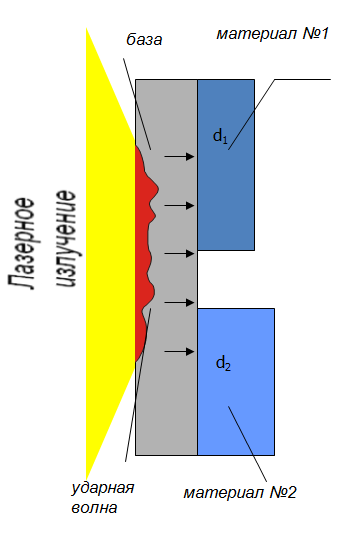 база
материал №1
d1
Лазерное
излучение
d2
ударная
волна
материал №2